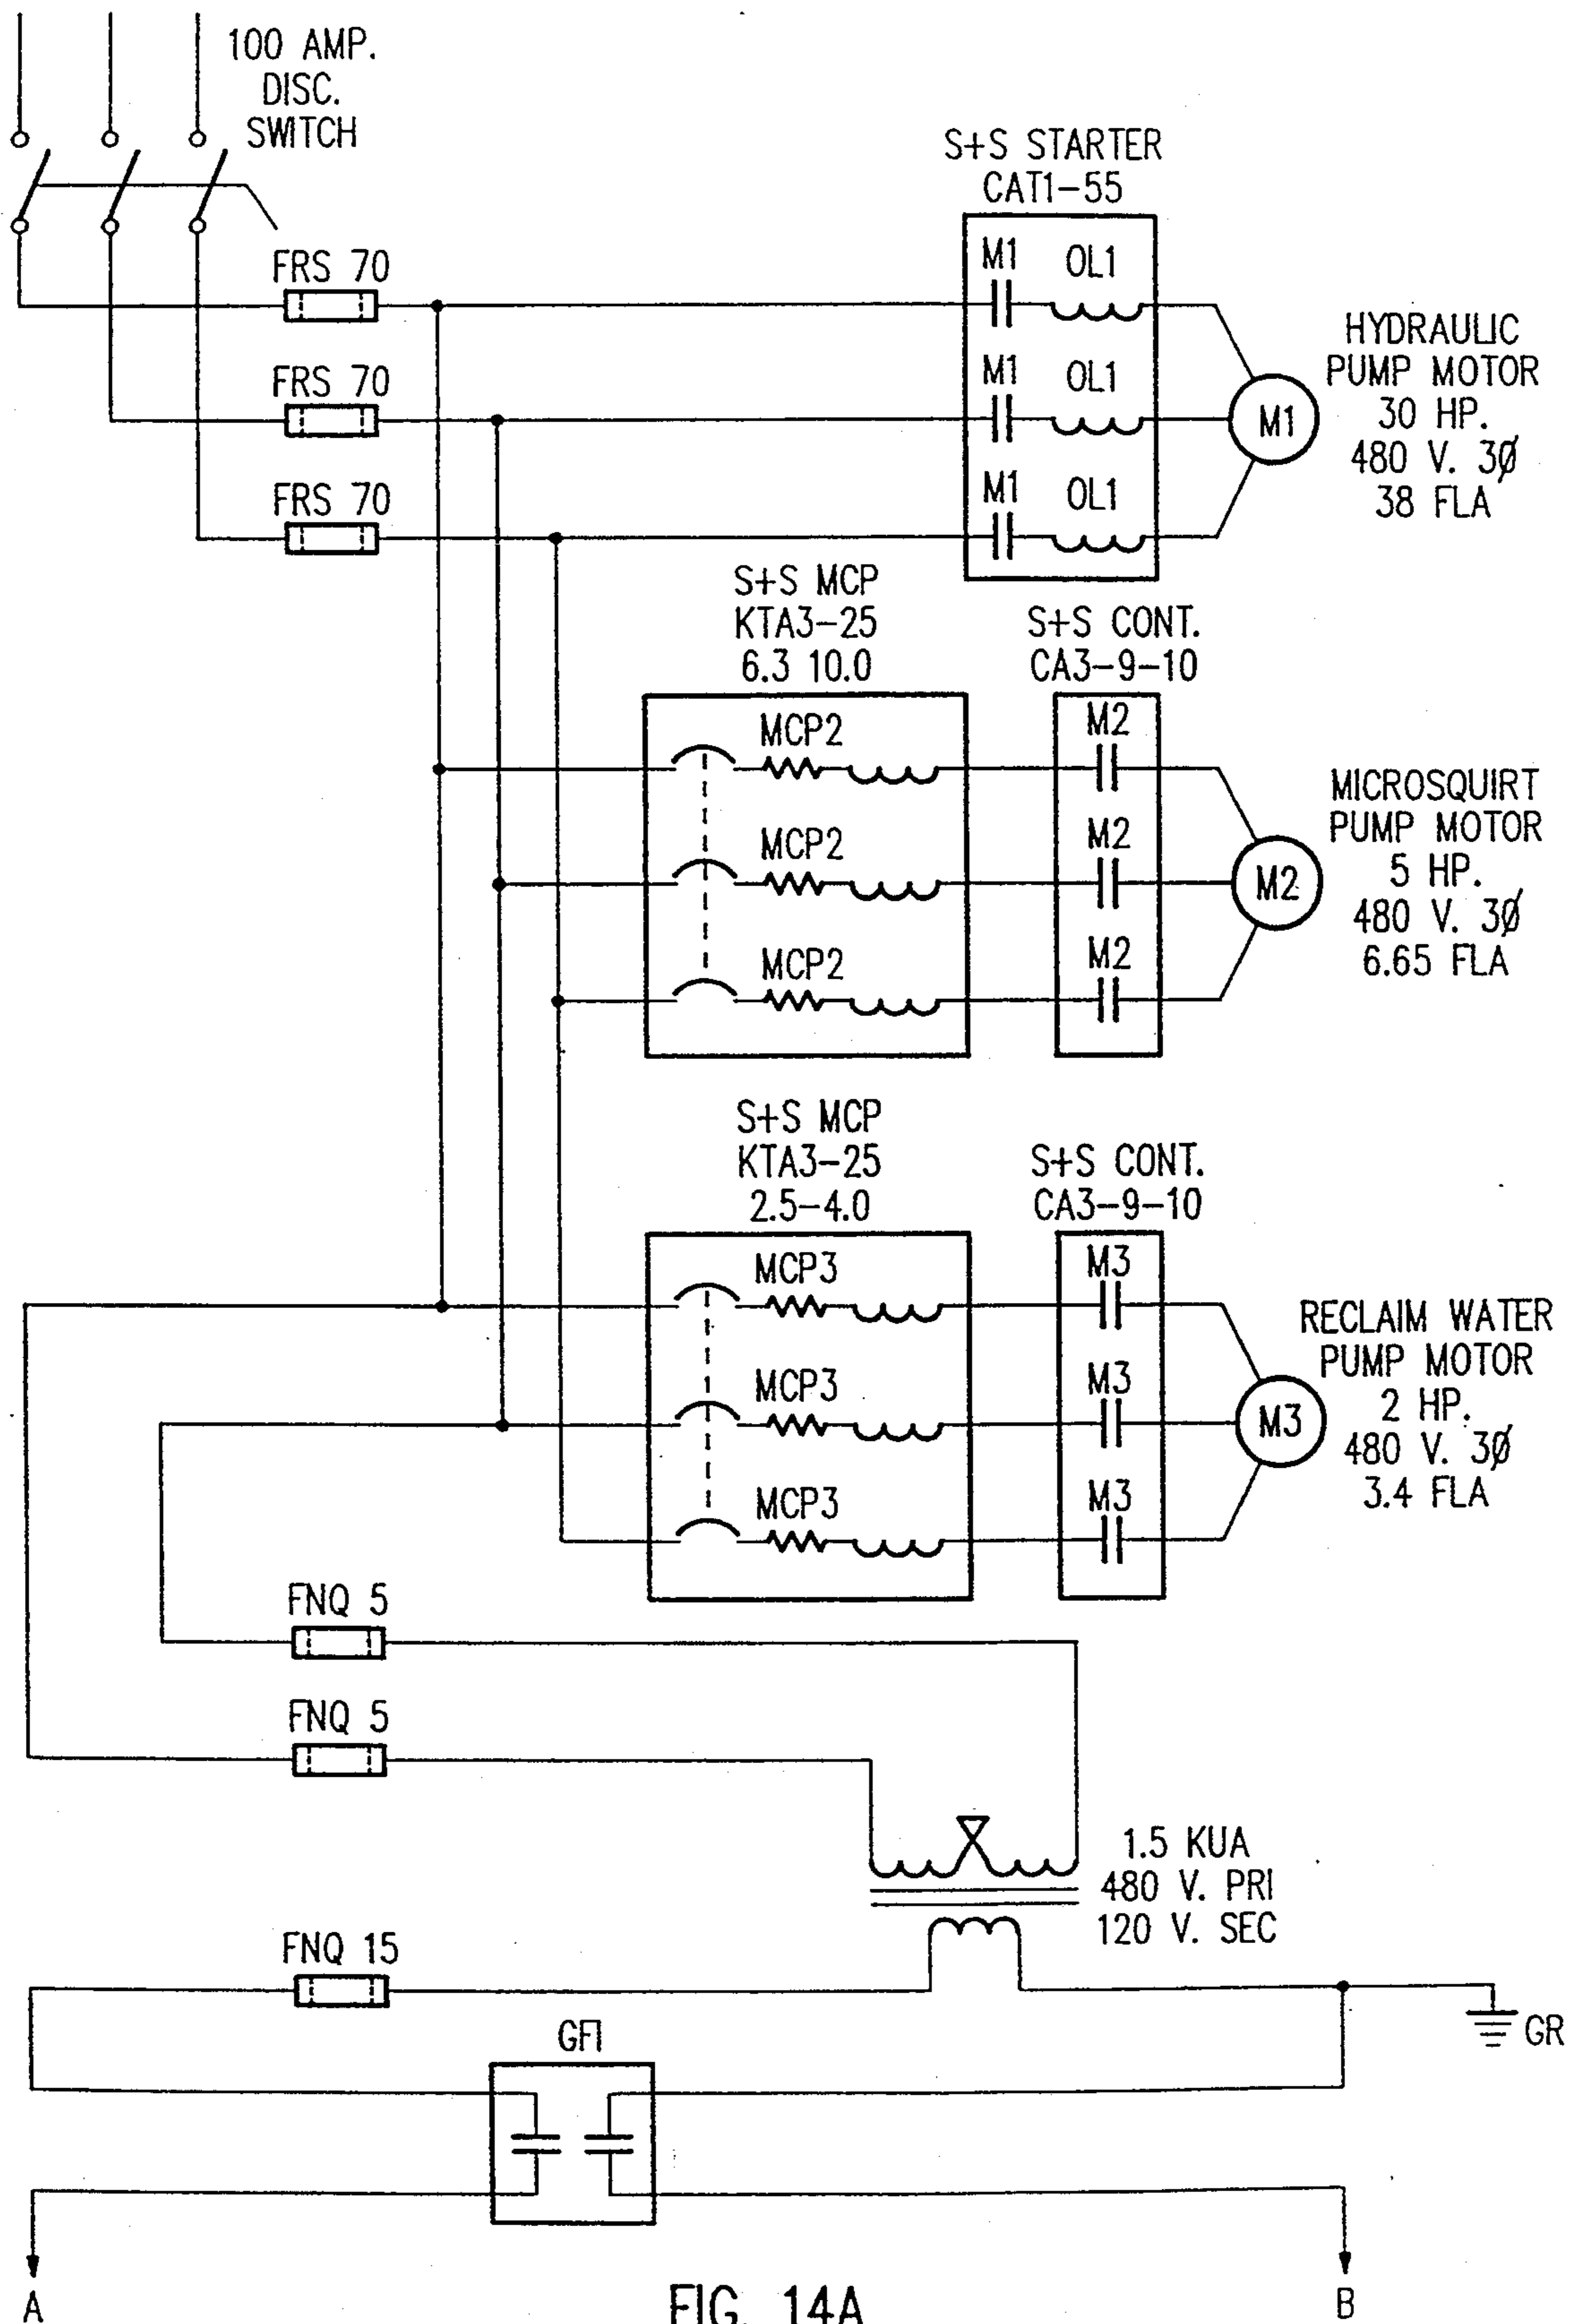 100 AMP.
DISC.
SWITCH
S+S STARTER
CAT1-55
FRS 70
M1 OL1
FRS 70
M1 OL1
FRS 70
M1 OL1
M1
HYDRAULIC
PUMP MOTOR
30 HP.
480 V. 3Ø
38 FLA
S+S MCP
KTA3-25
6.3 10.0
S+S CONT.
CA3-9-10
MCP2
M2
MCP2
M2
MCP2
M2
M2
MICROSQUIRT
PUMP MOTOR
5 HP.
480 V. 3Ø
6.65 FLA
S+S MCP
KTA3-25
2.5-4.0
S+S CONT.
CA3-9-10
MCP3
M3
MCP3
M3
MCP3
M3
M3
RECLAIM WATER
PUMP MOTOR
2 HP.
480 V. 3Ø
3.4 FLA
FNQ 5
FNQ 5
1.5 KUA
480 V. PRI
120 V. SEC
FNQ 15
GR
GFI
A
B
FIG. 14A